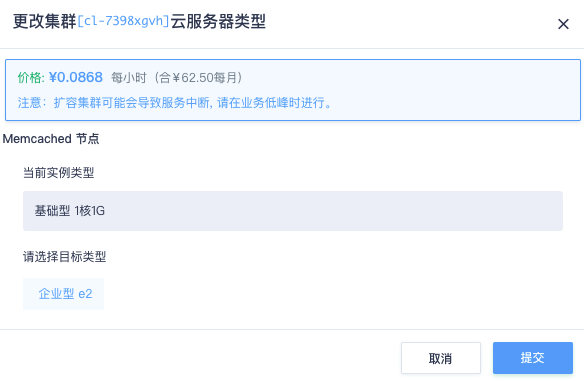 更改集群[cl-7398xgvh]云服务器类型
价格: ¥0.0868 每小时（合¥62.50每月）
注意：扩容集群可能会导致服务中断, 请在业务低峰时进行。
Memcached 节点
当前实例类型
基础型 1核1G
请选择目标类型
企业型 e2
取消
提交